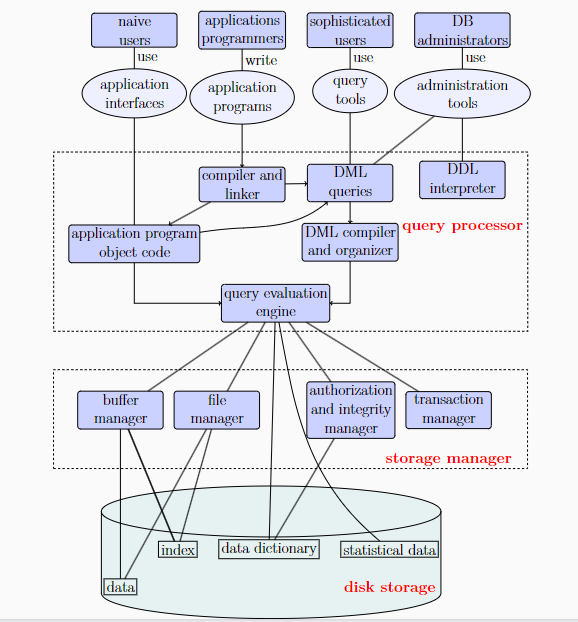 naive
users
applications
programmers
sophisticated
users
DB
administrators
use
write
use
use
application
interfaces
application
programs
query
tools
administration
tools
compiler and
linker
DML
queries
DDL
interpreter
application program
object code
DML compiler
and organizer
query processor
query evaluation
engine
buffer
manager
file
manager
authorization
and integrity
manager
transaction
manager
storage manager
index
data dictionary
statistical data
data
disk storage